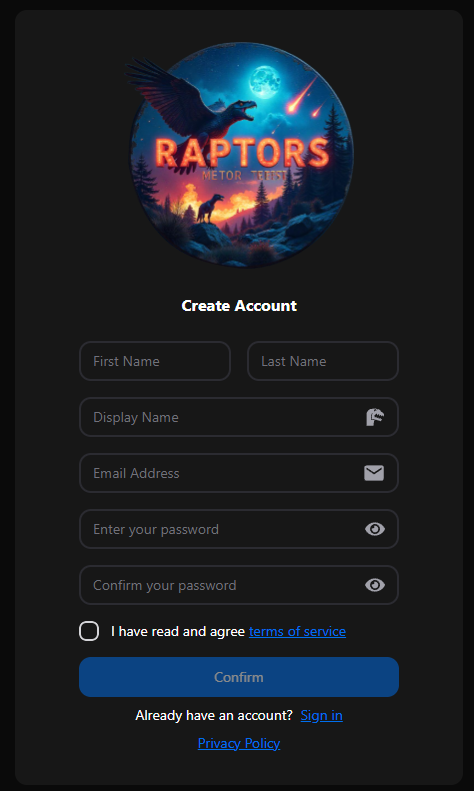 RAPTORS
METOR
Create Account
First Name Last Name
Display Name
Email Address
Enter your password
Confirm your password
I have read and agree terms of service
Confirm
Already have an account? Sign in
Privacy Policy